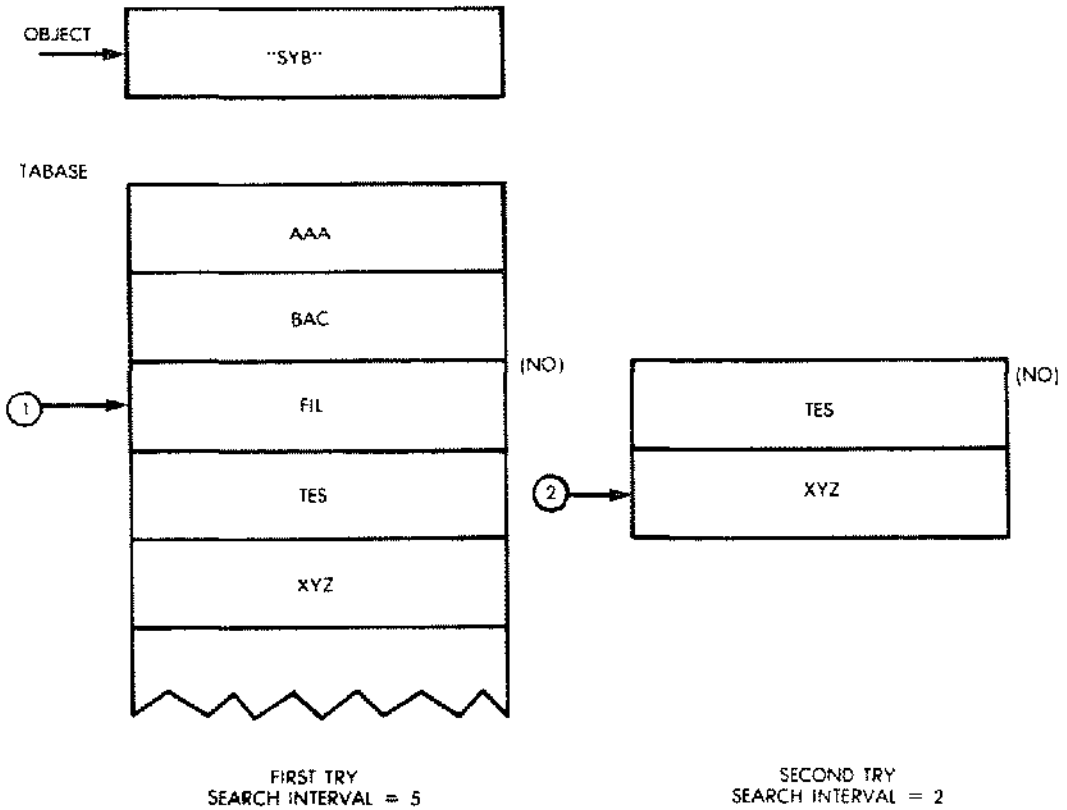 OBJECT
"SYB"
TABASE
AAA
BAC
(NO)
1
FIL
TES
XYZ
(NO)
TES
2
XYZ
FIRST TRY
SEARCH INTERVAL = 5
SECOND TRY
SEARCH INTERVAL = 2